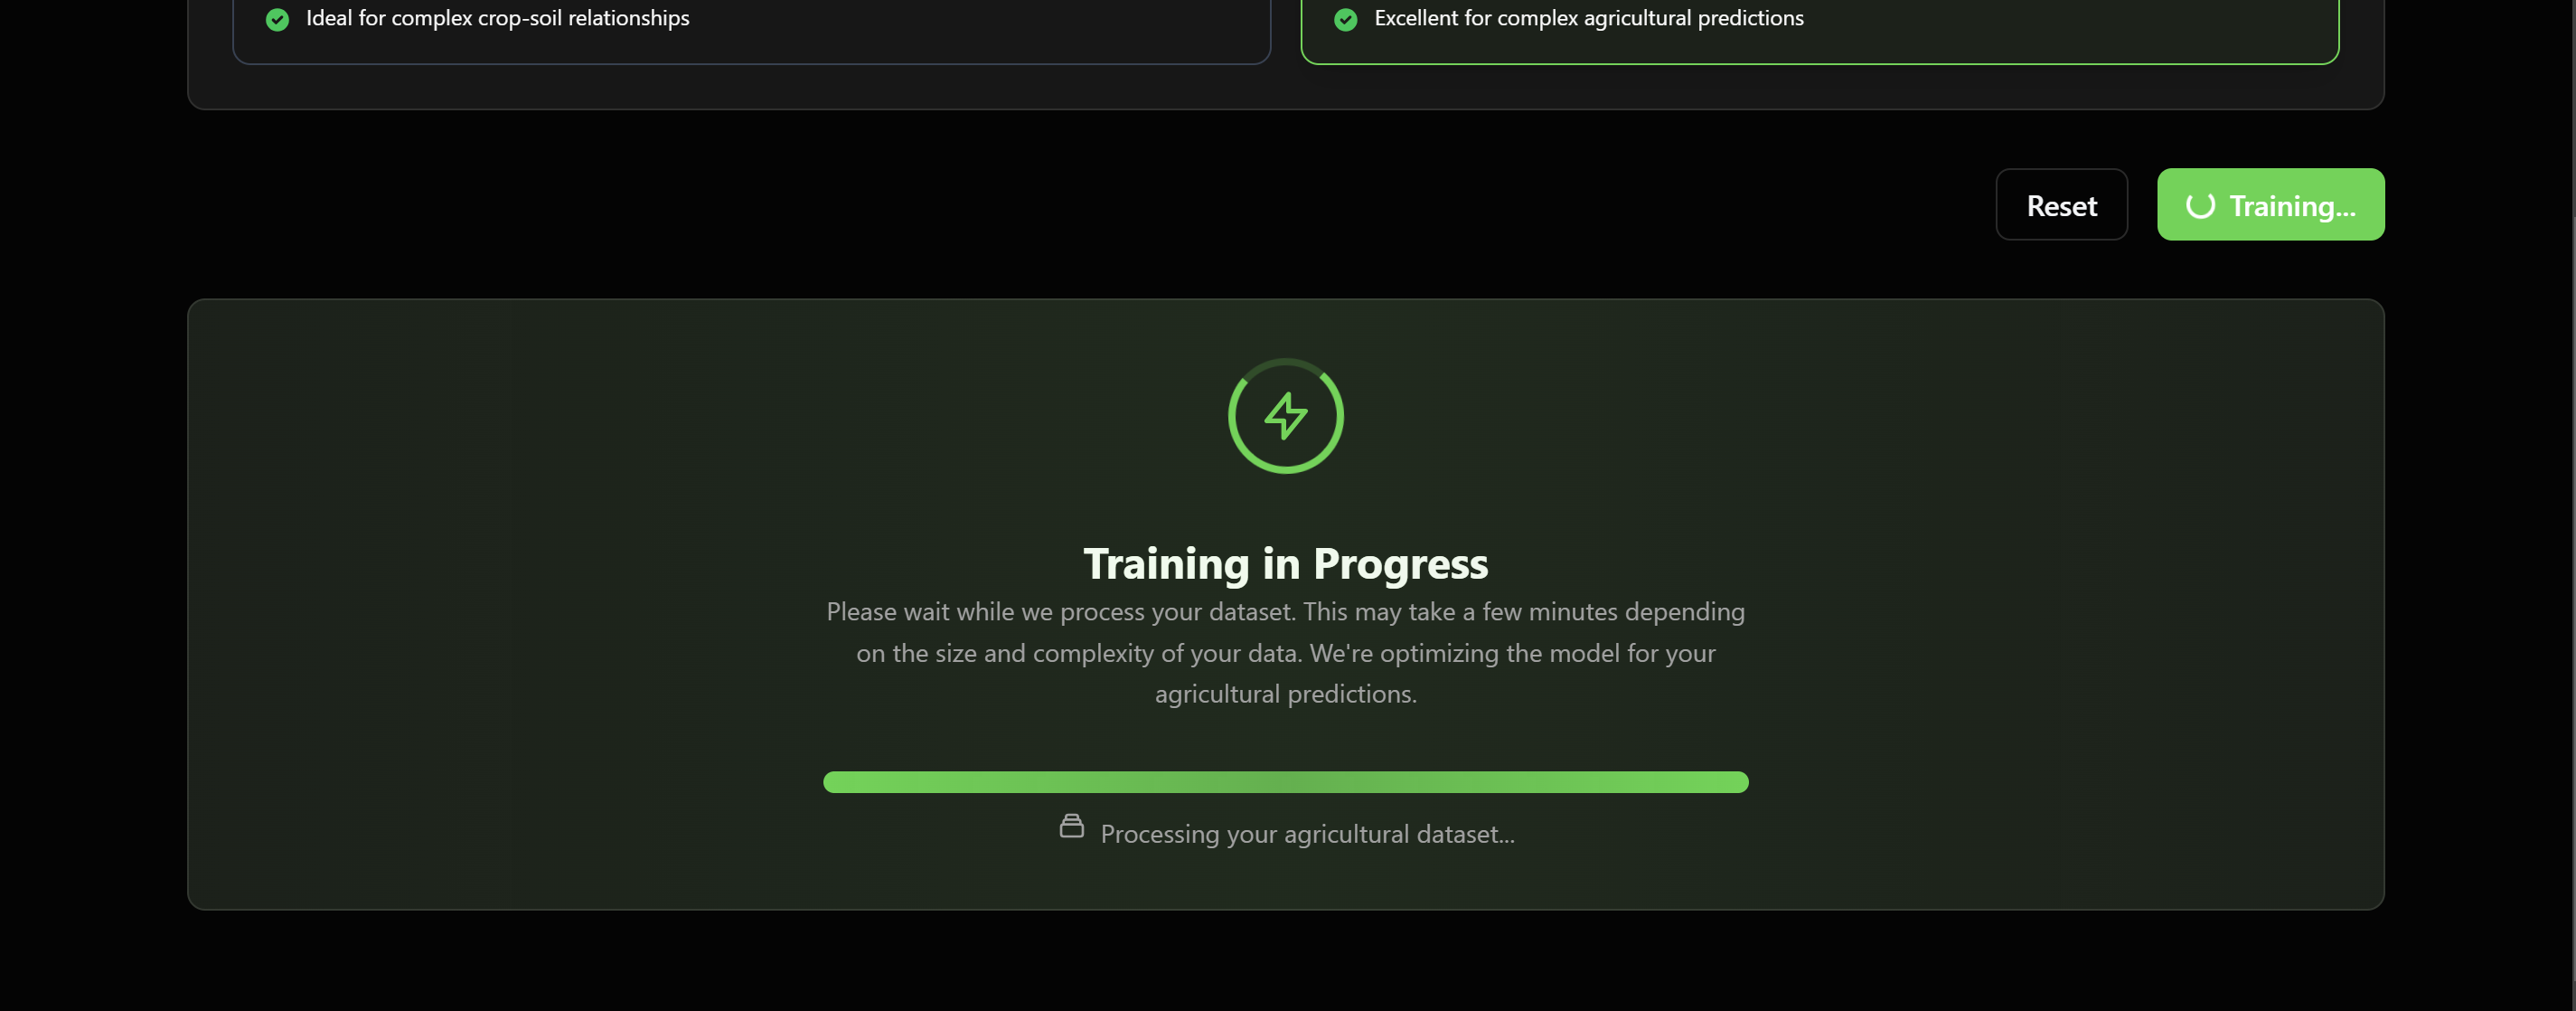 Ideal for complex crop-soil relationships
Excellent for complex agricultural predictions
Reset
Training...
Training in Progress
Please wait while we process your dataset. This may take a few minutes depending
on the size and complexity of your data. We're optimizing the model for your
agricultural predictions.
Processing your agricultural dataset...